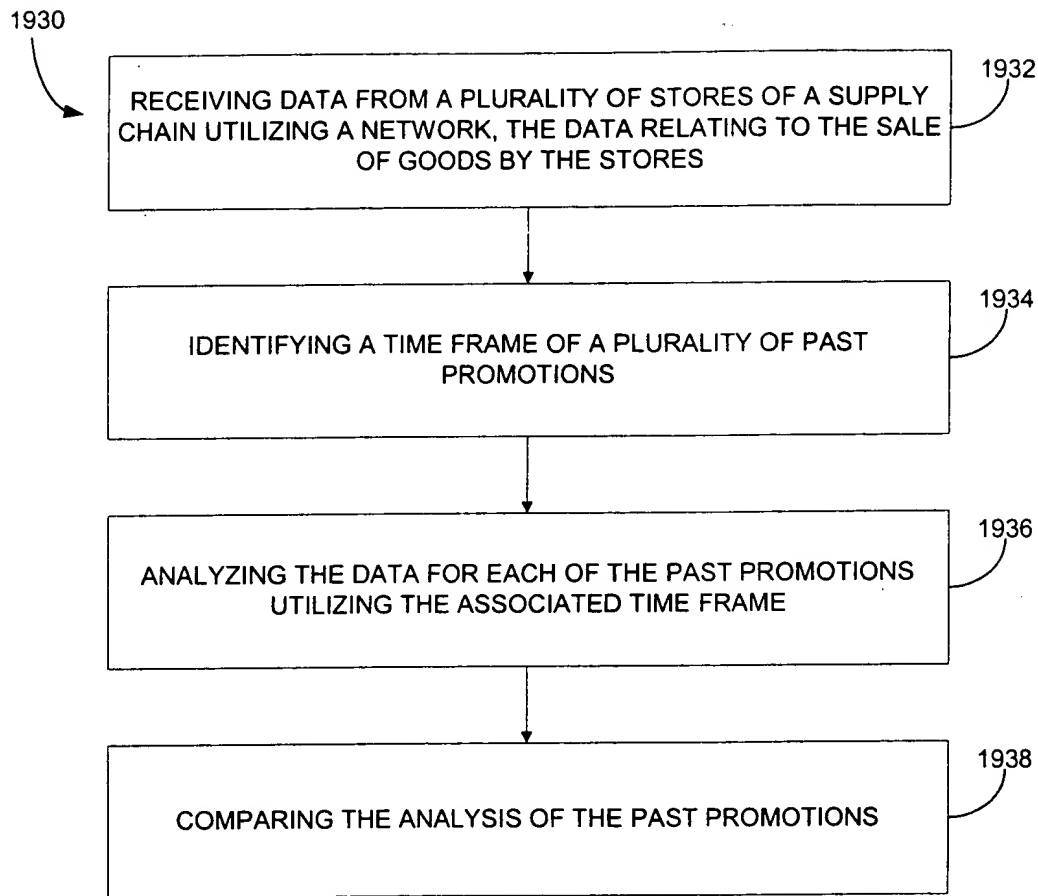 1930
1932
RECEIVING DATA FROM A PLURALITY OF STORES OF A SUPPLY
CHAIN UTILIZING A NETWORK, THE DATA RELATING TO THE SALE
OF GOODS BY THE STORES
1934
IDENTIFYING A TIME FRAME OF A PLURALITY OF PAST
PROMOTIONS
1936
ANALYZING THE DATA FOR EACH OF THE PAST PROMOTIONS
UTILIZING THE ASSOCIATED TIME FRAME
1938
COMPARING THE ANALYSIS OF THE PAST PROMOTIONS